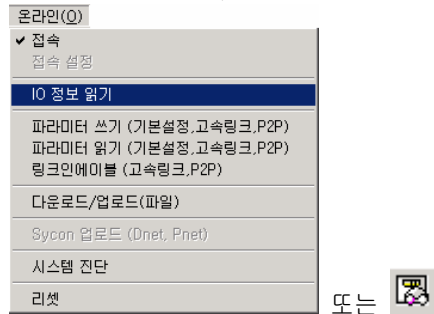 온라인(O)
✔ 접속
접속 설정
IO 정보 읽기
파라미터 쓰기 (기본설정,고속링크,P2P)
파라미터 읽기 (기본설정,고속링크,P2P)
링크인에이블 (고속링크,P2P)
다운로드/업로드(파일)
Sycon 업로드 (Dnet, Pnet)
시스템 진단
리셋
또는